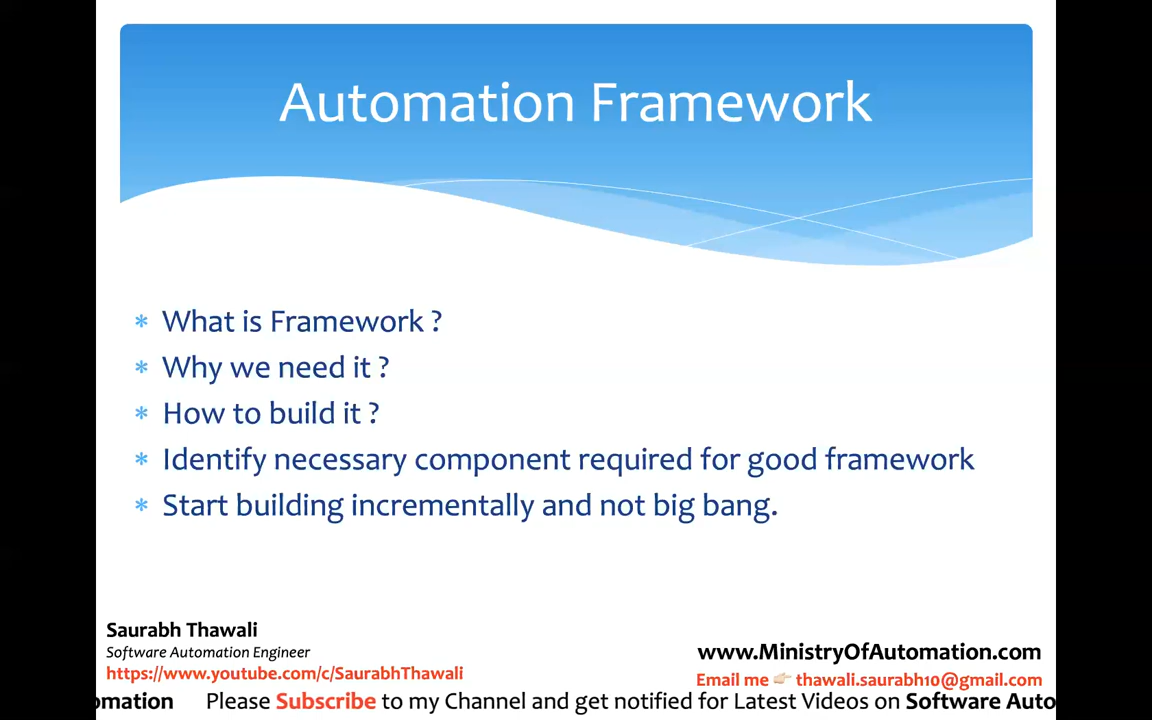 Automation Framework
* What is Framework ?
* Why we need it ?
* How to build it ?
* Identify necessary component required for good framework
* Start building incrementally and not big bang.
Saurabh Thawali
Software Automation Engineer
https://www.youtube.com/c/SaurabhThawali
www.MinistryOfAutomation.com
Email me 👉🏻 thawali.saurabh10@gmail.com
omation Please Subscribe to my Channel and get notified for Latest Videos on Software Auto